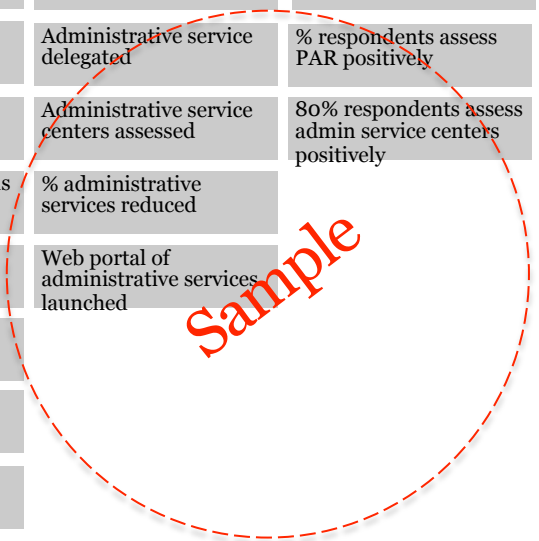 Administrative service
delegated
% respondents assess
PAR positively
Administrative service
centers assessed
80% respondents assess
admin service centers
positively
% administrative
services reduced
Web portal of
administrative services
launched
Sample